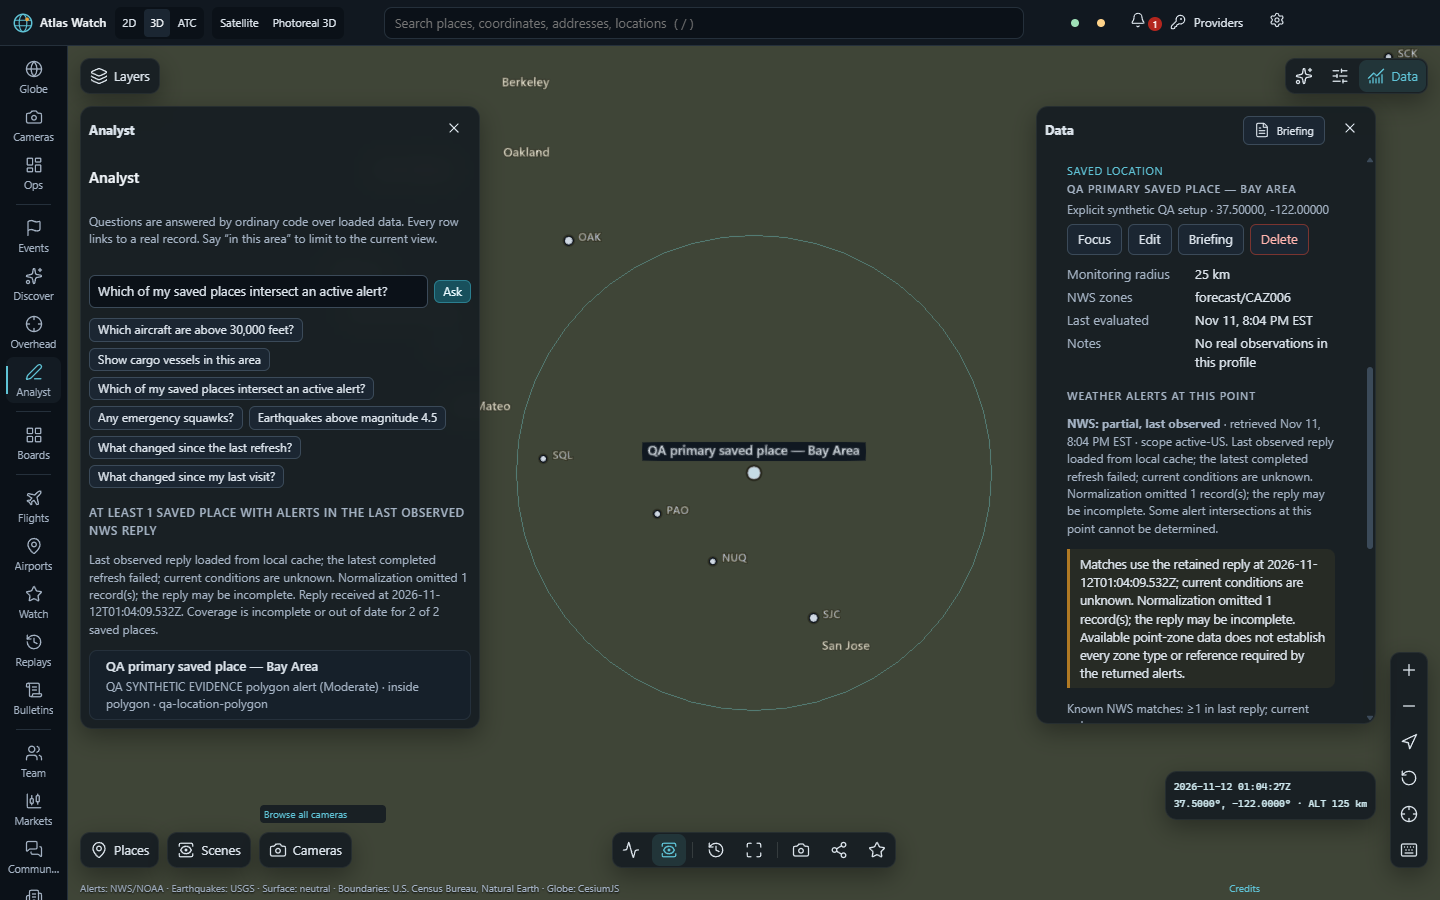 Atlas Watch
2D
3D
ATC
Satellite
Photoreal 3D
Search places, coordinates, addresses, locations ( / )
1
Providers
Globe
Cameras
Ops
Events
Discover
Overhead
Analyst
Boards
Flights
Airports
Watch
Replays
Bulletins
Team
Markets
Commun...
Layers
Analyst
Analyst
Questions are answered by ordinary code over loaded data. Every row
links to a real record. Say “in this area” to limit to the current view.
Which of my saved places intersect an active alert?
Ask
Which aircraft are above 30,000 feet?
Show cargo vessels in this area
Which of my saved places intersect an active alert?
Any emergency squawks?
Earthquakes above magnitude 4.5
What changed since the last refresh?
What changed since my last visit?
AT LEAST 1 SAVED PLACE WITH ALERTS IN THE LAST OBSERVED
NWS REPLY
Last observed reply loaded from local cache; the latest completed
refresh failed; current conditions are unknown. Normalization omitted 1
record(s); the reply may be incomplete. Reply received at 2026-11-
12T01:04:09.532Z. Coverage is incomplete or out of date for 2 of 2
saved places.
QA primary saved place — Bay Area
QA SYNTHETIC EVIDENCE polygon alert (Moderate) · inside
polygon · qa-location-polygon
Berkeley
Oakland
OAK
Mateo
SQL
QA primary saved place — Bay Area
PAO
NUQ
SJC
San Jose
SCK
Data
Data
Briefing
SAVED LOCATION
QA PRIMARY SAVED PLACE — BAY AREA
Explicit synthetic QA setup · 37.50000, -122.00000
Focus
Edit
Briefing
Delete
Monitoring radius 25 km
NWS zones forecast/CAZ006
Last evaluated Nov 11, 8:04 PM EST
Notes No real observations in
this profile
WEATHER ALERTS AT THIS POINT
NWS: partial, last observed · retrieved Nov 11,
8:04 PM EST · scope active-US. Last observed reply
loaded from local cache; the latest completed
refresh failed; current conditions are unknown.
Normalization omitted 1 record(s); the reply may
be incomplete. Some alert intersections at this
point cannot be determined.
Matches use the retained reply at 2026-11-
12T01:04:09.532Z; current conditions are
unknown. Normalization omitted 1
record(s); the reply may be incomplete.
Available point-zone data does not establish
every zone type or reference required by
the returned alerts.
Known NWS matches: ≥1 in last reply; current
2026-11-12 01:04:27Z
37.5000°, -122.0000° · ALT 125 km
Browse all cameras
Places
Scenes
Cameras
Alerts: NWS/NOAA · Earthquakes: USGS · Surface: neutral · Boundaries: U.S. Census Bureau, Natural Earth · Globe: CesiumJS
Credits